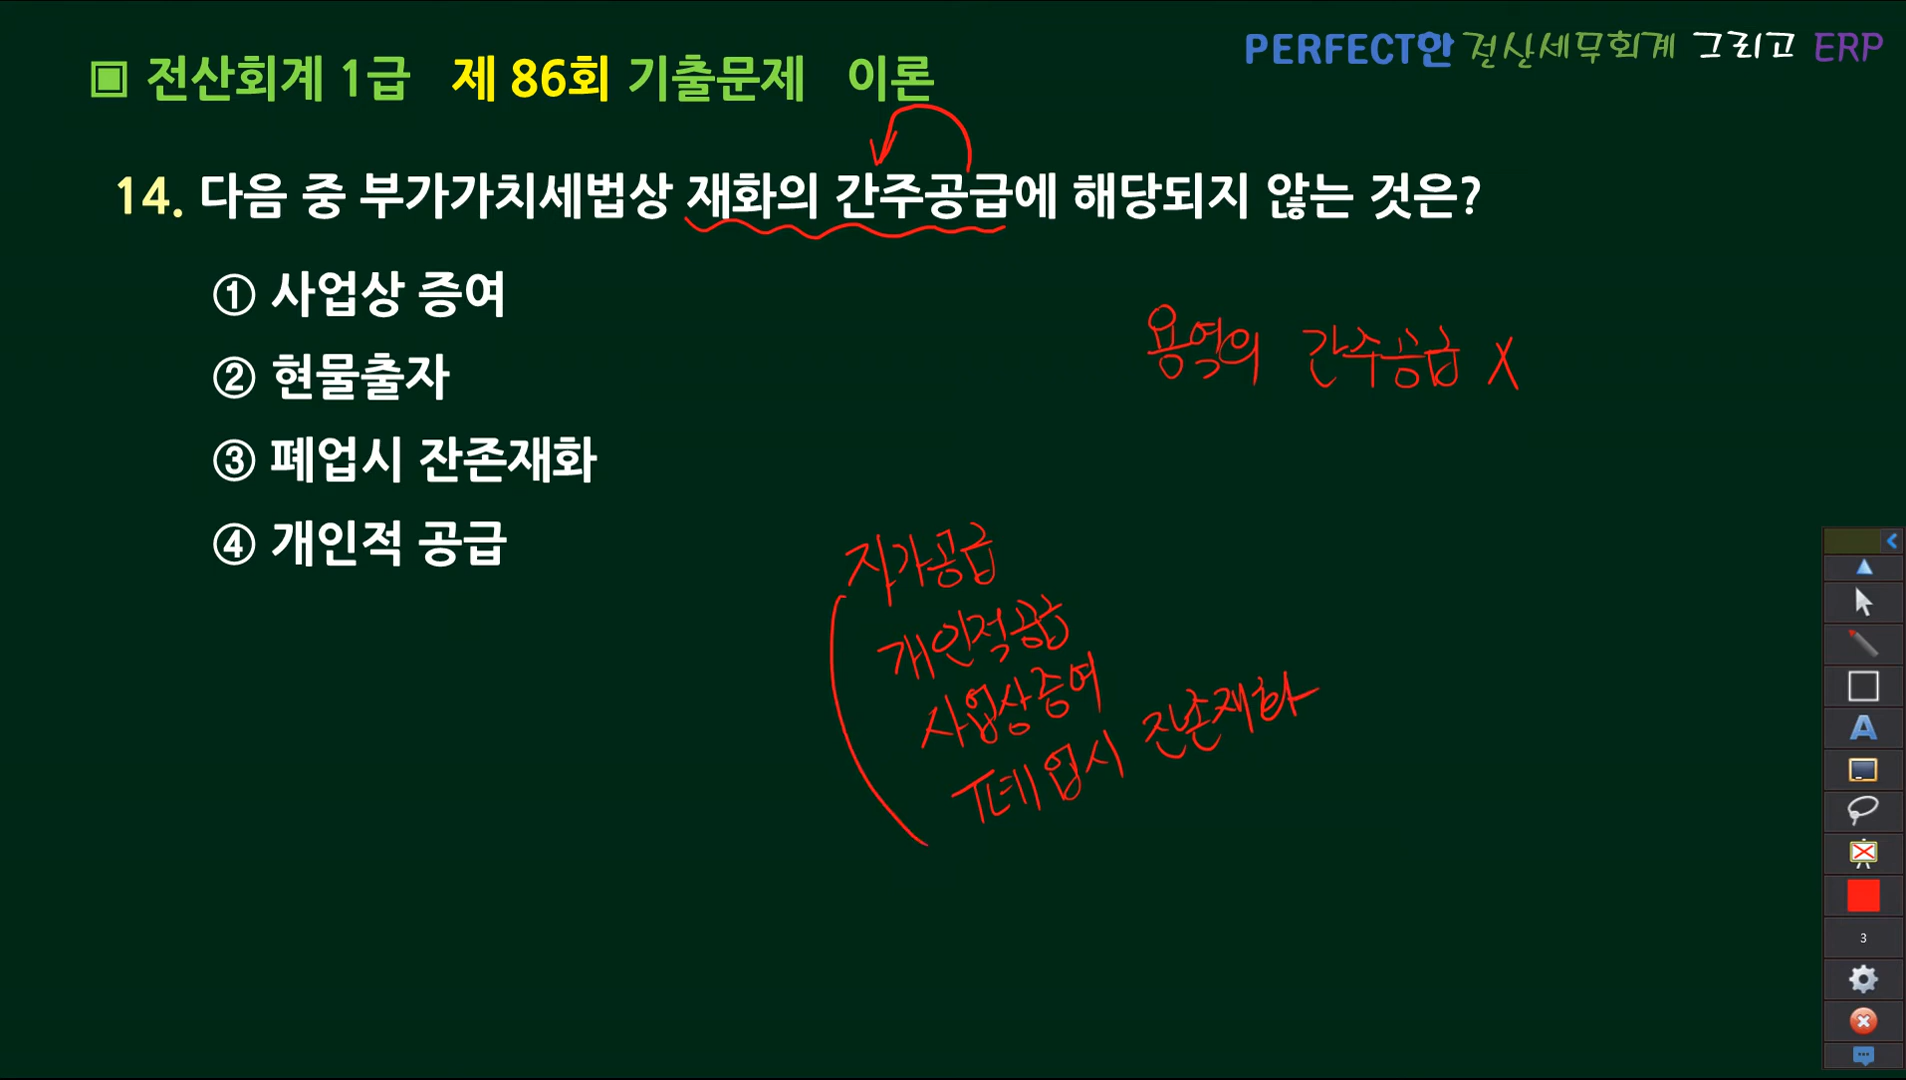 PERFECT한 전산세무회계 그리고 ERP
▣ 전산회계 1급 제 86회 기출문제 이론
14. 다음 중 부가가치세법상 재화의 간주공급에 해당되지 않는 것은?
① 사업상 증여
② 현물출자
③ 폐업시 잔존재화
④ 개인적 공급
용역의 간주공급 X
자가공급
개인적공급
사업상증여
폐업시 잔존재화
A
3